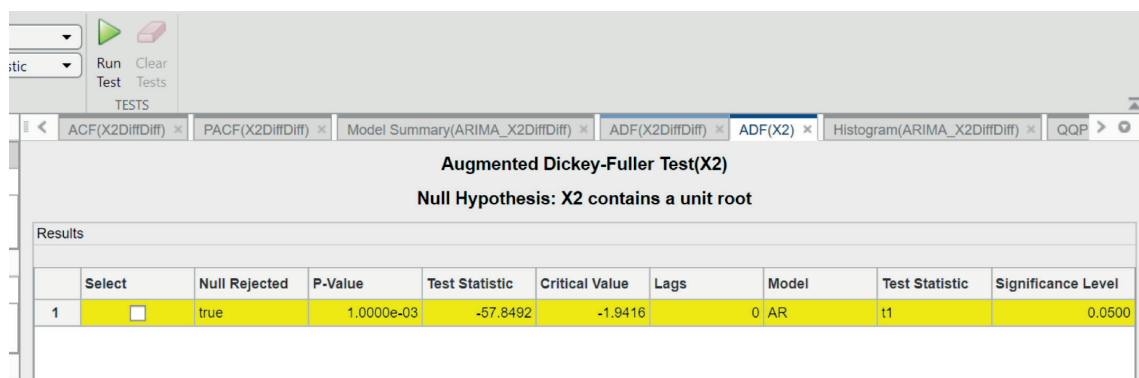 stic
Run Clear
Test Tests
TESTS
ACF(X2DiffDiff) PACF(X2DiffDiff) Model Summary(ARIMA_X2DiffDiff) ADF(X2DiffDiff) ADF(X2) Histogram(ARIMA_X2DiffDiff) QQP
Augmented Dickey-Fuller Test(X2)
Null Hypothesis: X2 contains a unit root
Results
Select Null Rejected P-Value Test Statistic Critical Value Lags Model Test Statistic Significance Level
1 true 1.0000e-03 -57.8492 -1.9416 0 AR t1 0.0500